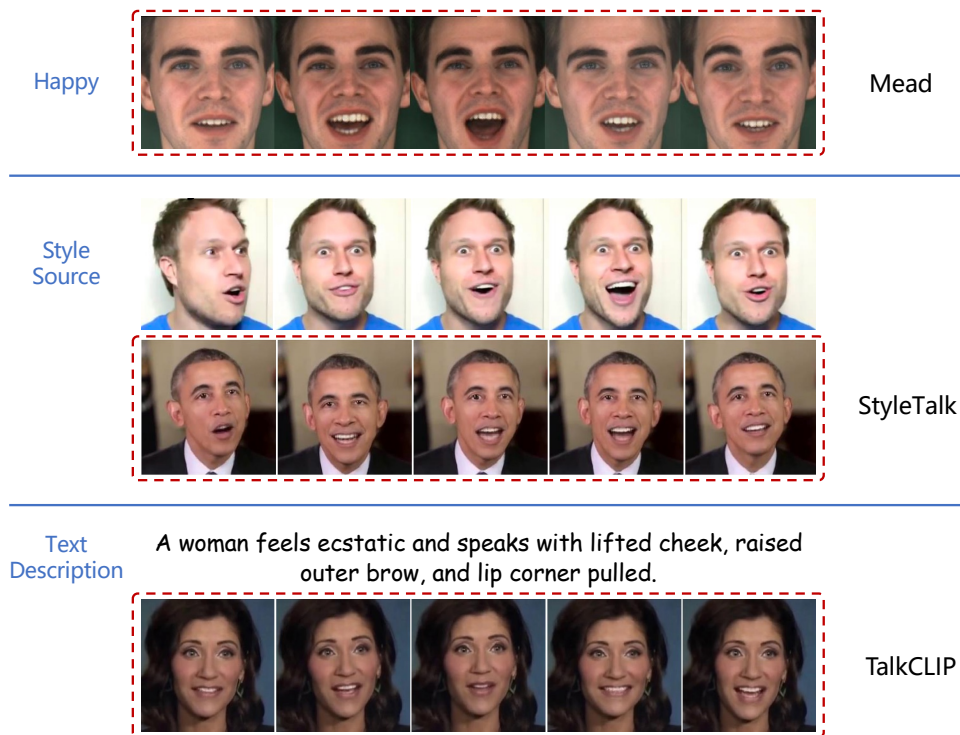 Happy
Mead
Style
Source
StyleTalk
Text
Description
A woman feels ecstatic and speaks with lifted cheek, raised
outer brow, and lip corner pulled.
TalkCLIP